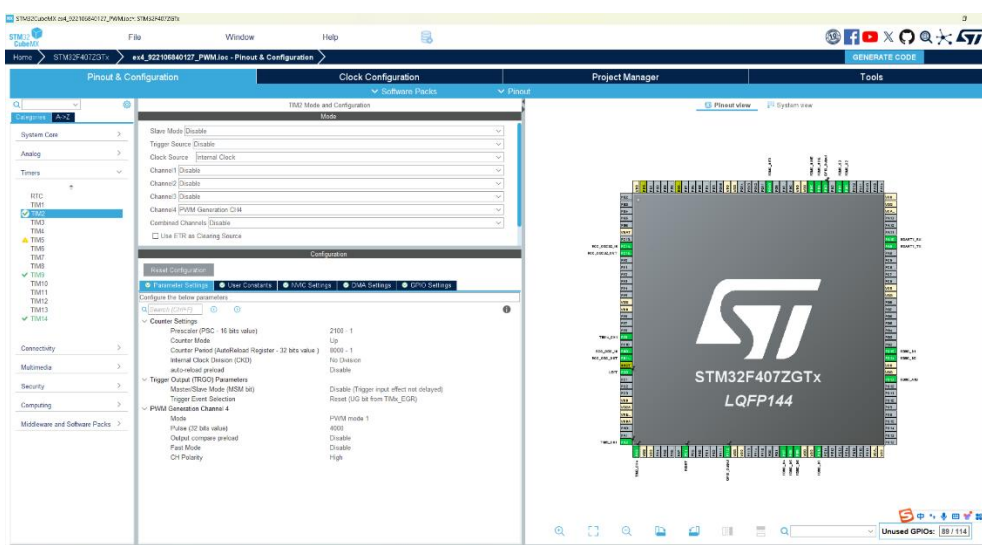 STM32CubeMX ex4_922106840127_PWM.ioc*: STM32F407ZGTx
STM32
CubeMX
File
Window
Help
Home
STM32F407ZGTx
ex4_922106840127_PWM.ioc - Pinout & Configuration
GENERATE CODE
Pinout & Configuration
Clock Configuration
Project Manager
Tools
Software Packs
Pinout
Categories
A->Z
System Core
Analog
Timers
RTC
TIM1
TIM2
TIM3
TIM4
TIM5
TIM6
TIM7
TIM8
TIM9
TIM10
TIM11
TIM12
TIM13
TIM14
Connectivity
Multimedia
Security
Computing
Middleware and Software Packs
TIM2 Mode and Configuration
Mode
Slave Mode Disable
Trigger Source Disable
Clock Source Internal Clock
Channel1 Disable
Channel2 Disable
Channel3 Disable
Channel4 PWM Generation CH4
Combined Channels Disable
Use ETR as Clearing Source
Configuration
Reset Configuration
Parameter Settings
User Constants
NVIC Settings
DMA Settings
GPIO Settings
Configure the below parameters
Search (Ctrl+F)
Counter Settings
Prescaler (PSC - 16 bits value) 2100 - 1
Counter Mode Up
Counter Period (AutoReload Register - 32 bits value ) 8000 - 1
Internal Clock Division (CKD) No Division
auto-reload preload Disable
Trigger Output (TRGO) Parameters
Master/Slave Mode (MSM bit) Disable (Trigger input effect not delayed)
Trigger Event Selection Reset (UG bit from TIMx_EGR)
PWM Generation Channel 4
Mode PWM mode 1
Pulse (32 bits value) 4000
Output compare preload Disable
Fast Mode Disable
CH Polarity High
Pinout view
System view
USART1_RX
USART1_TX
STM32F407ZGTx
LQFP144
中
Unused GPIOs: 89 / 114